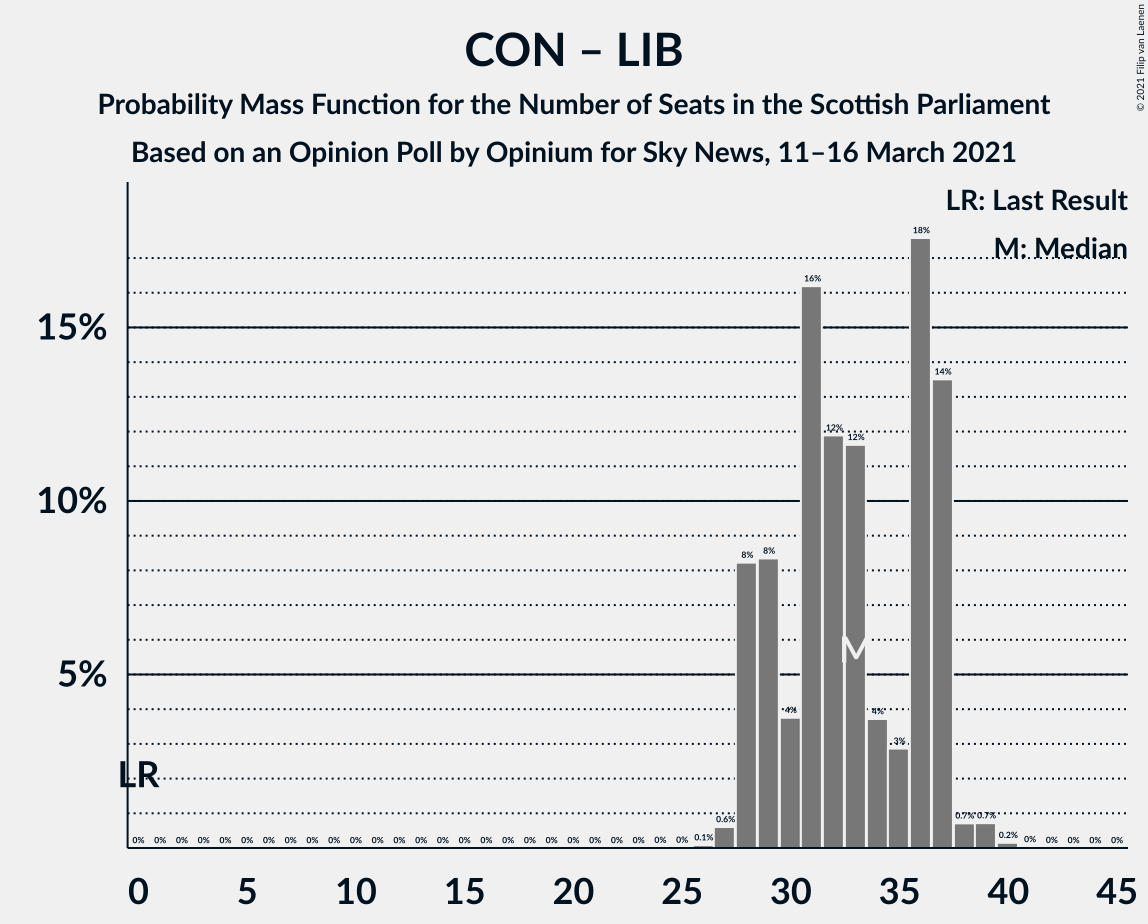 CON – LIB
Probability Mass Function for the Number of Seats in the Scottish Parliament
Based on an Opinion Poll by Opinium for Sky News, 11–16 March 2021
© 2021 Filip van Laenen
LR: Last Result
M: Median
15%
10%
5%
LR
M
0% 0% 0% 0% 0% 0% 0% 0% 0% 0% 0% 0% 0% 0% 0% 0% 0% 0% 0% 0% 0% 0% 0% 0% 0% 0% 0.1% 0.6% 8% 8% 4% 16% 12% 12% 4% 3% 18% 14% 0.7% 0.7% 0.2% 0% 0% 0% 0% 0%
0 5 10 15 20 25 30 35 40 45